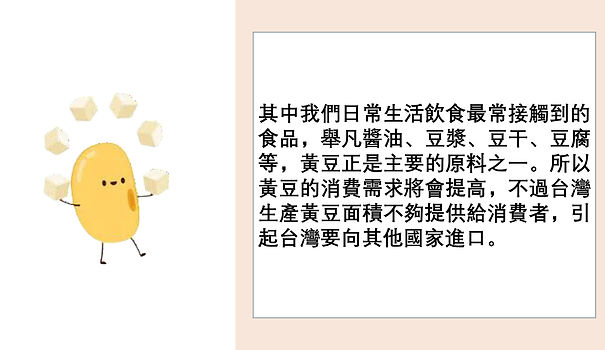 其中我們日常生活飲食最常接觸到的
食品，舉凡醬油、豆漿、豆干、豆腐
等，黃豆正是主要的原料之一。所以
黃豆的消費需求將會提高，不過台灣
生產黃豆面積不夠提供給消費者，引
起台灣要向其他國家進口。